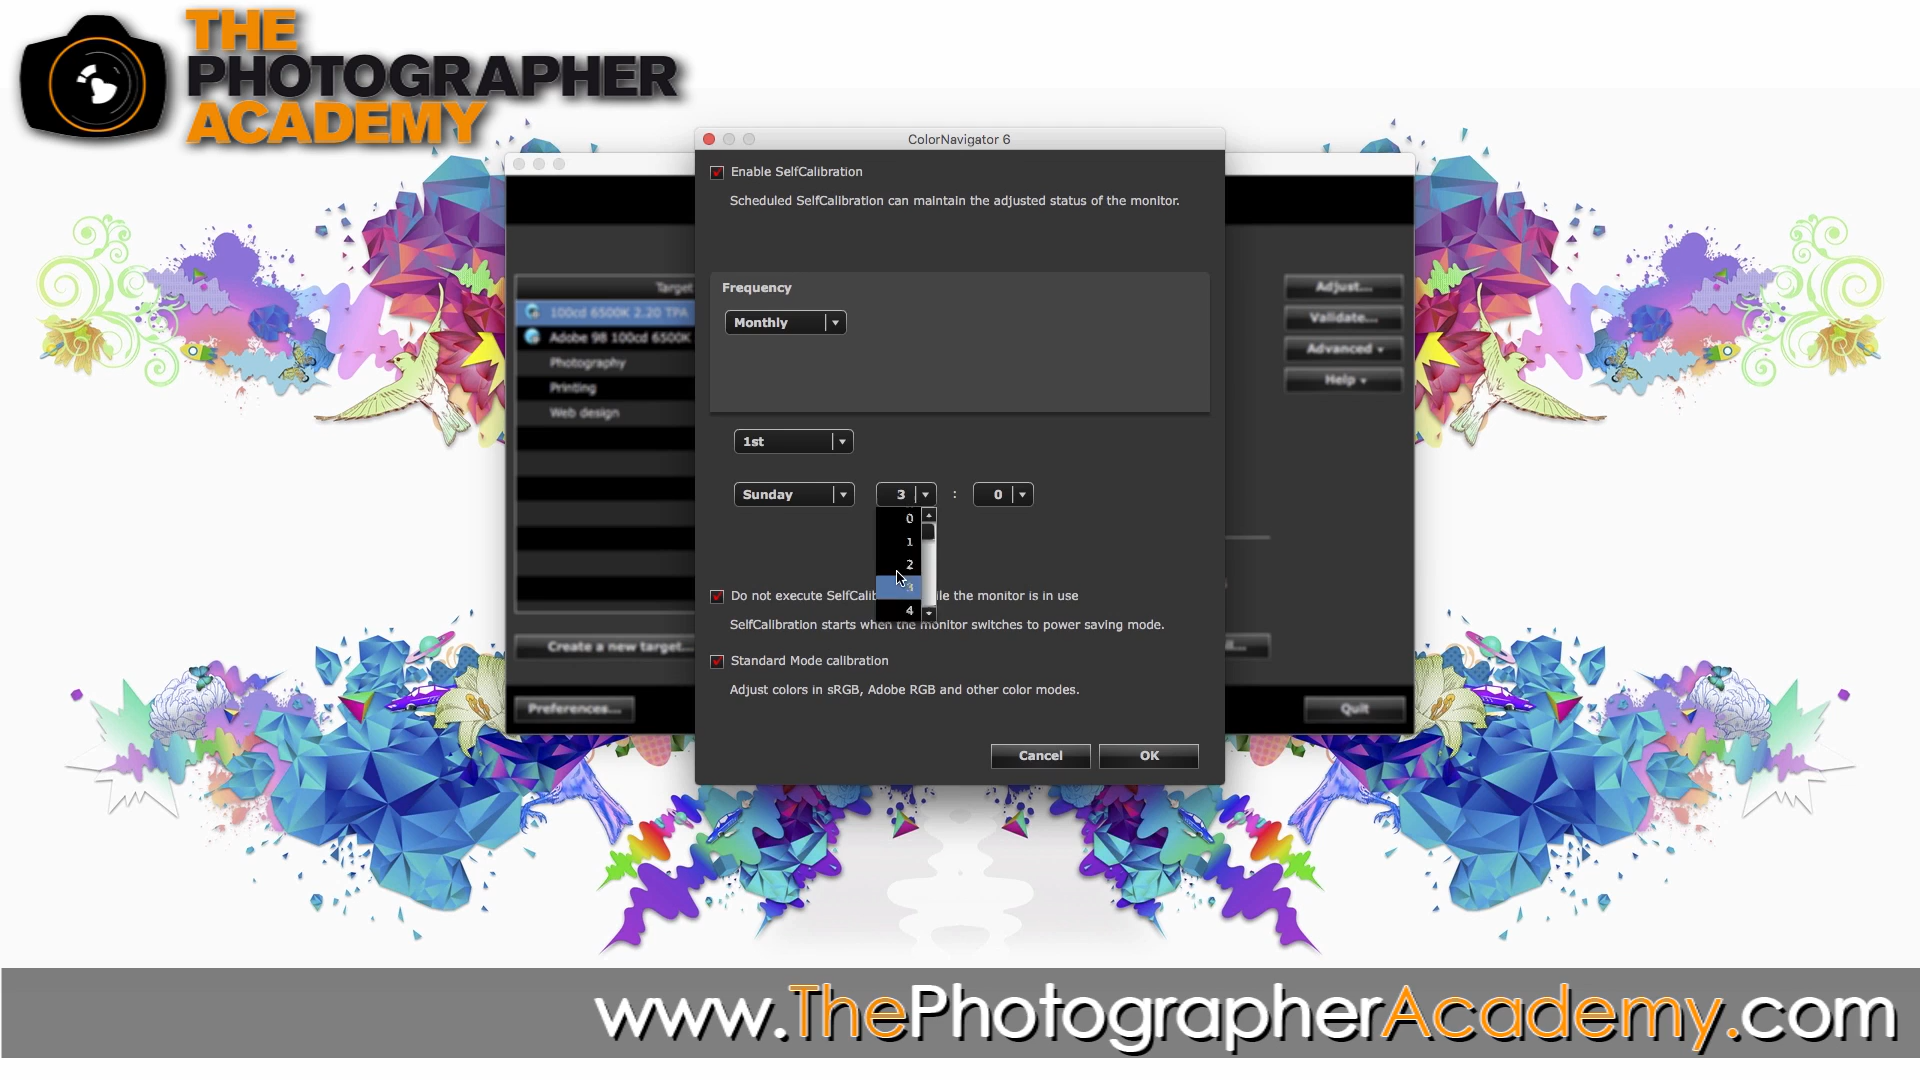 THE
PHOTOGRAPHER
ACADEMY
ColorNavigator 6
Enable SelfCalibration
Scheduled SelfCalibration can maintain the adjusted status of the monitor.
Target
100cd 6500K 2.20 TPA
Adobe 98 100cd 6500K
Photography
Printing
Web design
Create a new target...
Preferences...
Frequency
Monthly
1st
Sunday 3 : 0
0
1
2
3
4
Do not execute SelfCalib le the monitor is in use
SelfCalibration starts when the monitor switches to power saving mode.
Standard Mode calibration
Adjust colors in sRGB, Adobe RGB and other color modes.
Cancel OK
Adjust...
Validate...
Advanced
Help
Quit
www.ThePhotographerAcademy.com